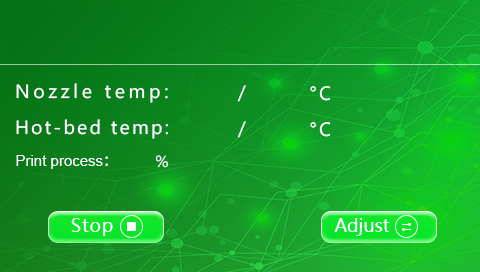 Nozzle temp: / °C
Hot-bed temp: / °C
Print process: %
Stop Adjust